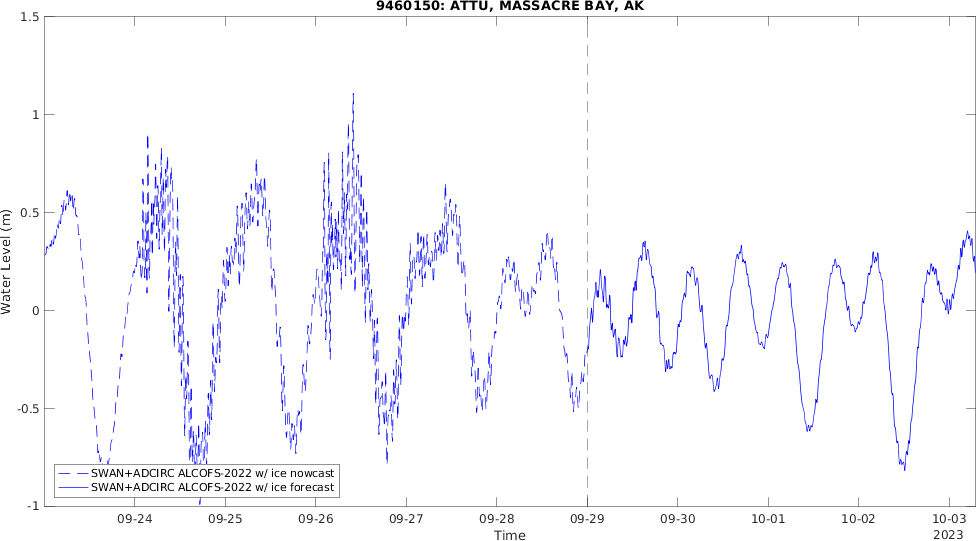 9460150: ATTU, MASSACRE BAY, AK
1.5
1
0.5
0
-0.5
-1
Water Level (m)
SWAN+ADCIRC ALCOFS-2022 w/ ice nowcast
SWAN+ADCIRC ALCOFS-2022 w/ ice forecast
09-24 09-25 09-26 09-27 09-28 09-29 09-30 10-01 10-02 10-03
Time
2023